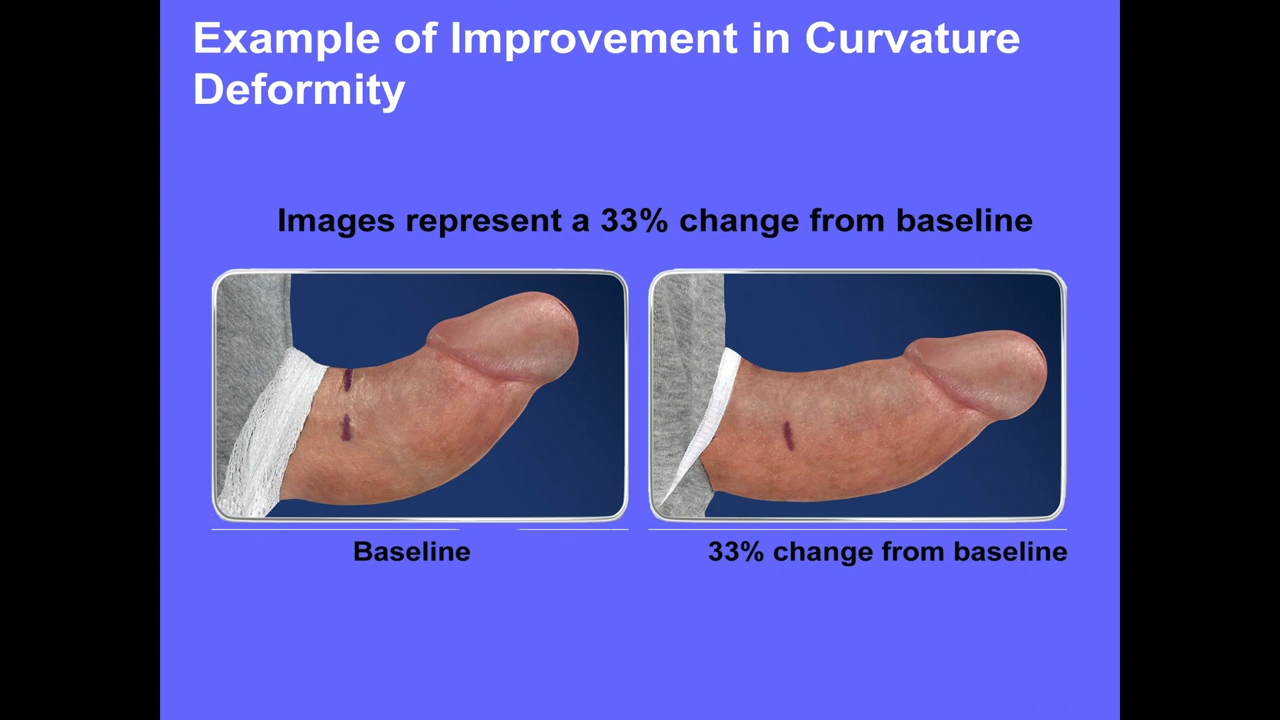 Example of Improvement in Curvature
Deformity
Images represent a 33% change from baseline
Baseline
33% change from baseline